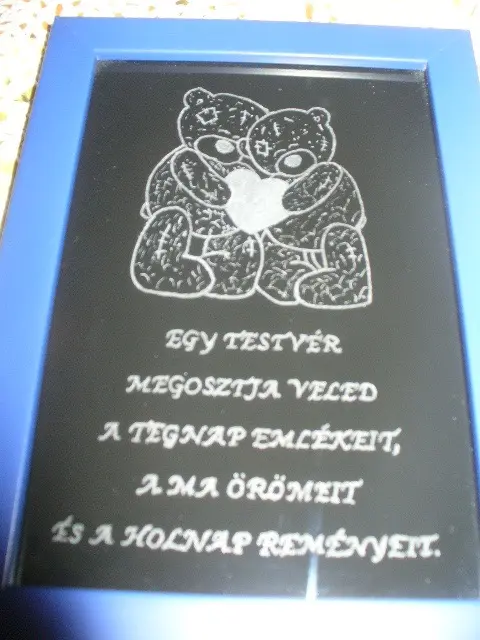 EGY TESTVÉR
MEGOSZTJA VELED
A TEGNAP EMLÉKEIT,
A MA ÖRÖMEIT
ÉS A HOLNAP REMÉNYEIT.